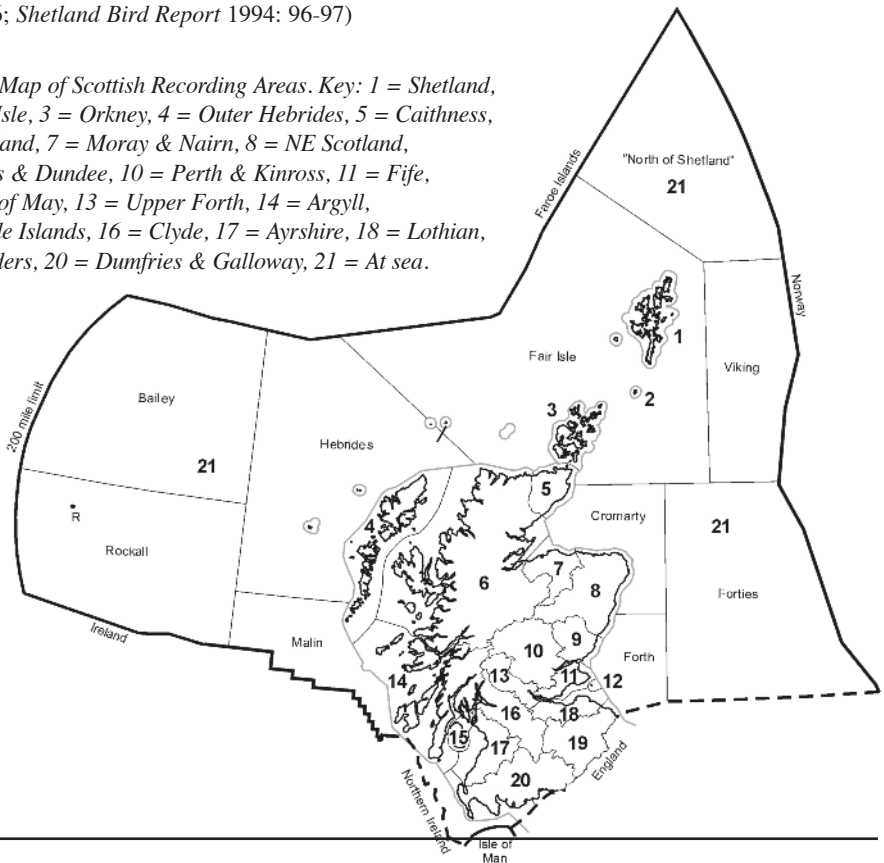 ; Shetland Bird Report 1994: 96-97)
Map of Scottish Recording Areas. Key: 1 = Shetland,
Isle, 3 = Orkney, 4 = Outer Hebrides, 5 = Caithness,
and, 7 = Moray & Nairn, 8 = NE Scotland,
s & Dundee, 10 = Perth & Kinross, 11 = Fife,
of May, 13 = Upper Forth, 14 = Argyll,
de Islands, 16 = Clyde, 17 = Ayrshire, 18 = Lothian,
ders, 20 = Dumfries & Galloway, 21 = At sea.
"North of Shetland"
21
Faroe Islands
Norway
1
Fair Isle
2
Viking
3
Bailey
200 mile limit
Hebrides
21
5
Cromarty
21
R
4
Rockall
6
7
8
Forties
Ireland
Malin
9
10
Forth
14
13
11
12
16
18
15
17
19
20
England
Northern Ireland
Isle of
Man